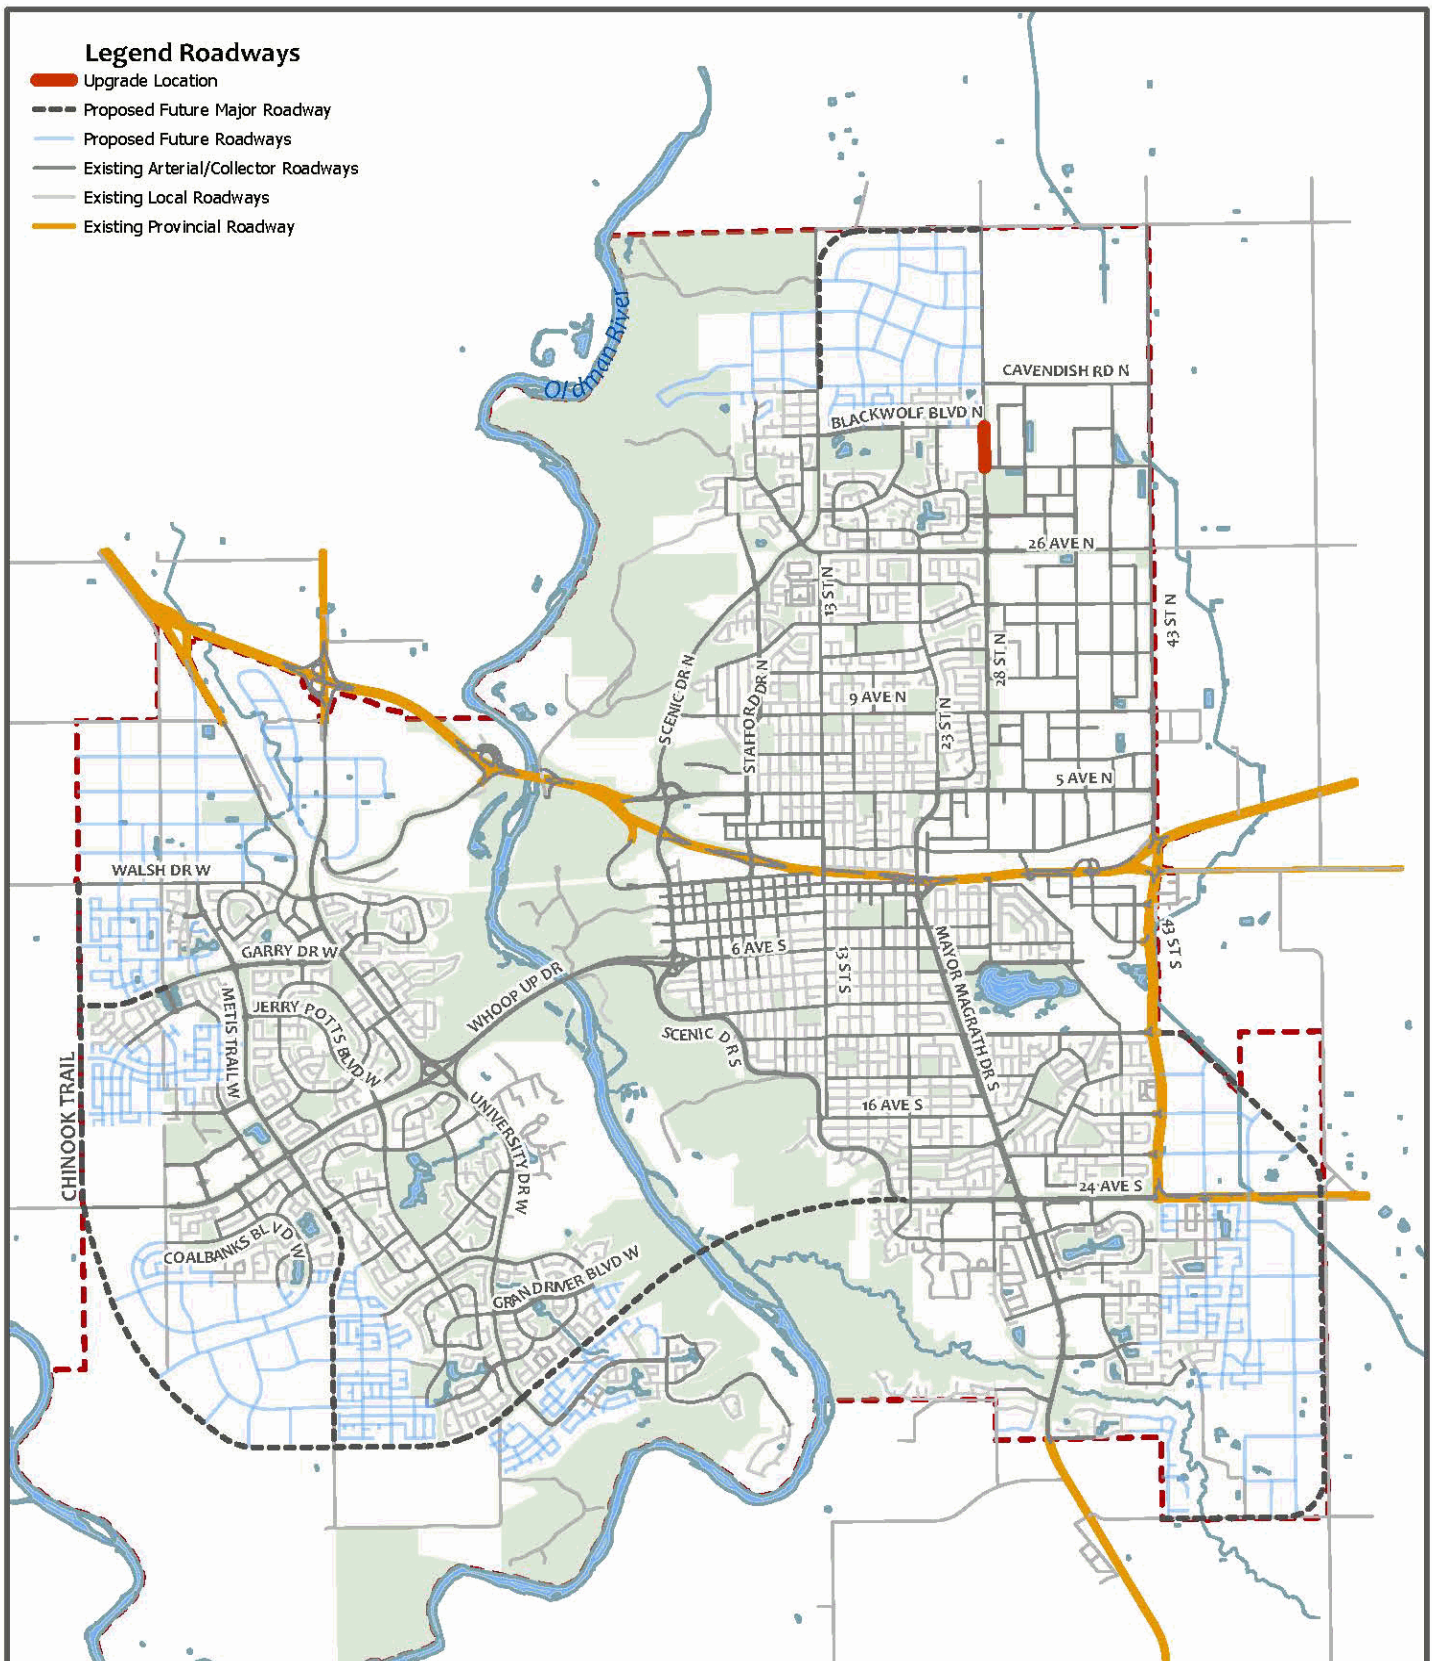 Legend Roadways
Upgrade Location
Proposed Future Major Roadway
Proposed Future Roadways
Existing Arterial/Collector Roadways
Existing Local Roadways
Existing Provincial Roadway
Oldman River
CAVENDISH RD N
BLACKWOLF BLVD N
26 AVE N
13 ST N
43 ST N
28 ST N
SCENIC DR N
STAFFORD DR N
9 AVE N
23 ST N
5 AVE N
WALSH DR W
GARRY DR W
6 AVE S
13 ST S
MAYOR MAGRATH DR S
43 ST S
WHOOP UP DR
METIS TRAIL W
JERRY POTTS BLVD W
SCENIC DR S
CHINOOK TRAIL
UNIVERSITY DR W
16 AVE S
24 AVE S
COALBANKS BLVD W
GRAND RIVER BLVD W